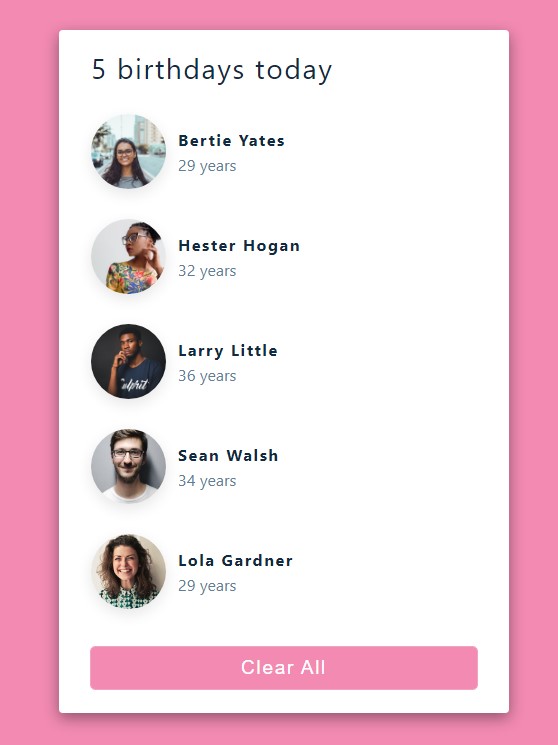 5 birthdays today
Bertie Yates
29 years
Hester Hogan
32 years
Larry Little
36 years
Sean Walsh
34 years
Lola Gardner
29 years
Clear All